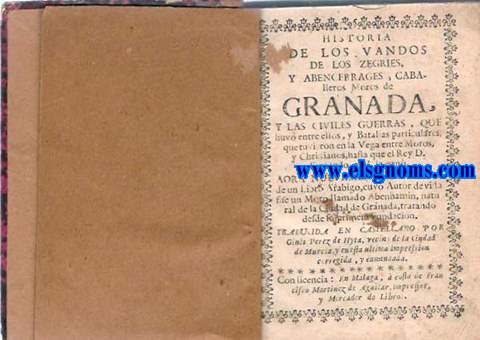 HISTORIA
DE LOS VANDOS
DE LOS ZEGRIES,
Y ABENCERRAGES, CABA-
lleros Moros de
GRANADA,
Y LAS CIVILES GUERRAS, QUE
huvo entre ellos, y Batallas particulares,
que tuvieron en la Vega entre Moros,
y Christianos, hasta que el Rey D.
www.elsgnoms.com
AORA
de un Libro Arabigo, cuyo Autor de vista
fue un Moro llamado Abenhamin, natu
ral de la Ciudad de Granada, tratando
desde su primera fundacion.
TRADUSIDA EN CASTELLANO POR
Ginés Perez de Hyta, vecino de la Ciudad
de Murcia, y en esta ultima impression
corregida, y enmendada.
Con licencia: En Malaga, à costa de Fran
cisco Martinez de Aguilar, impressor,
y Mercader de Libros.